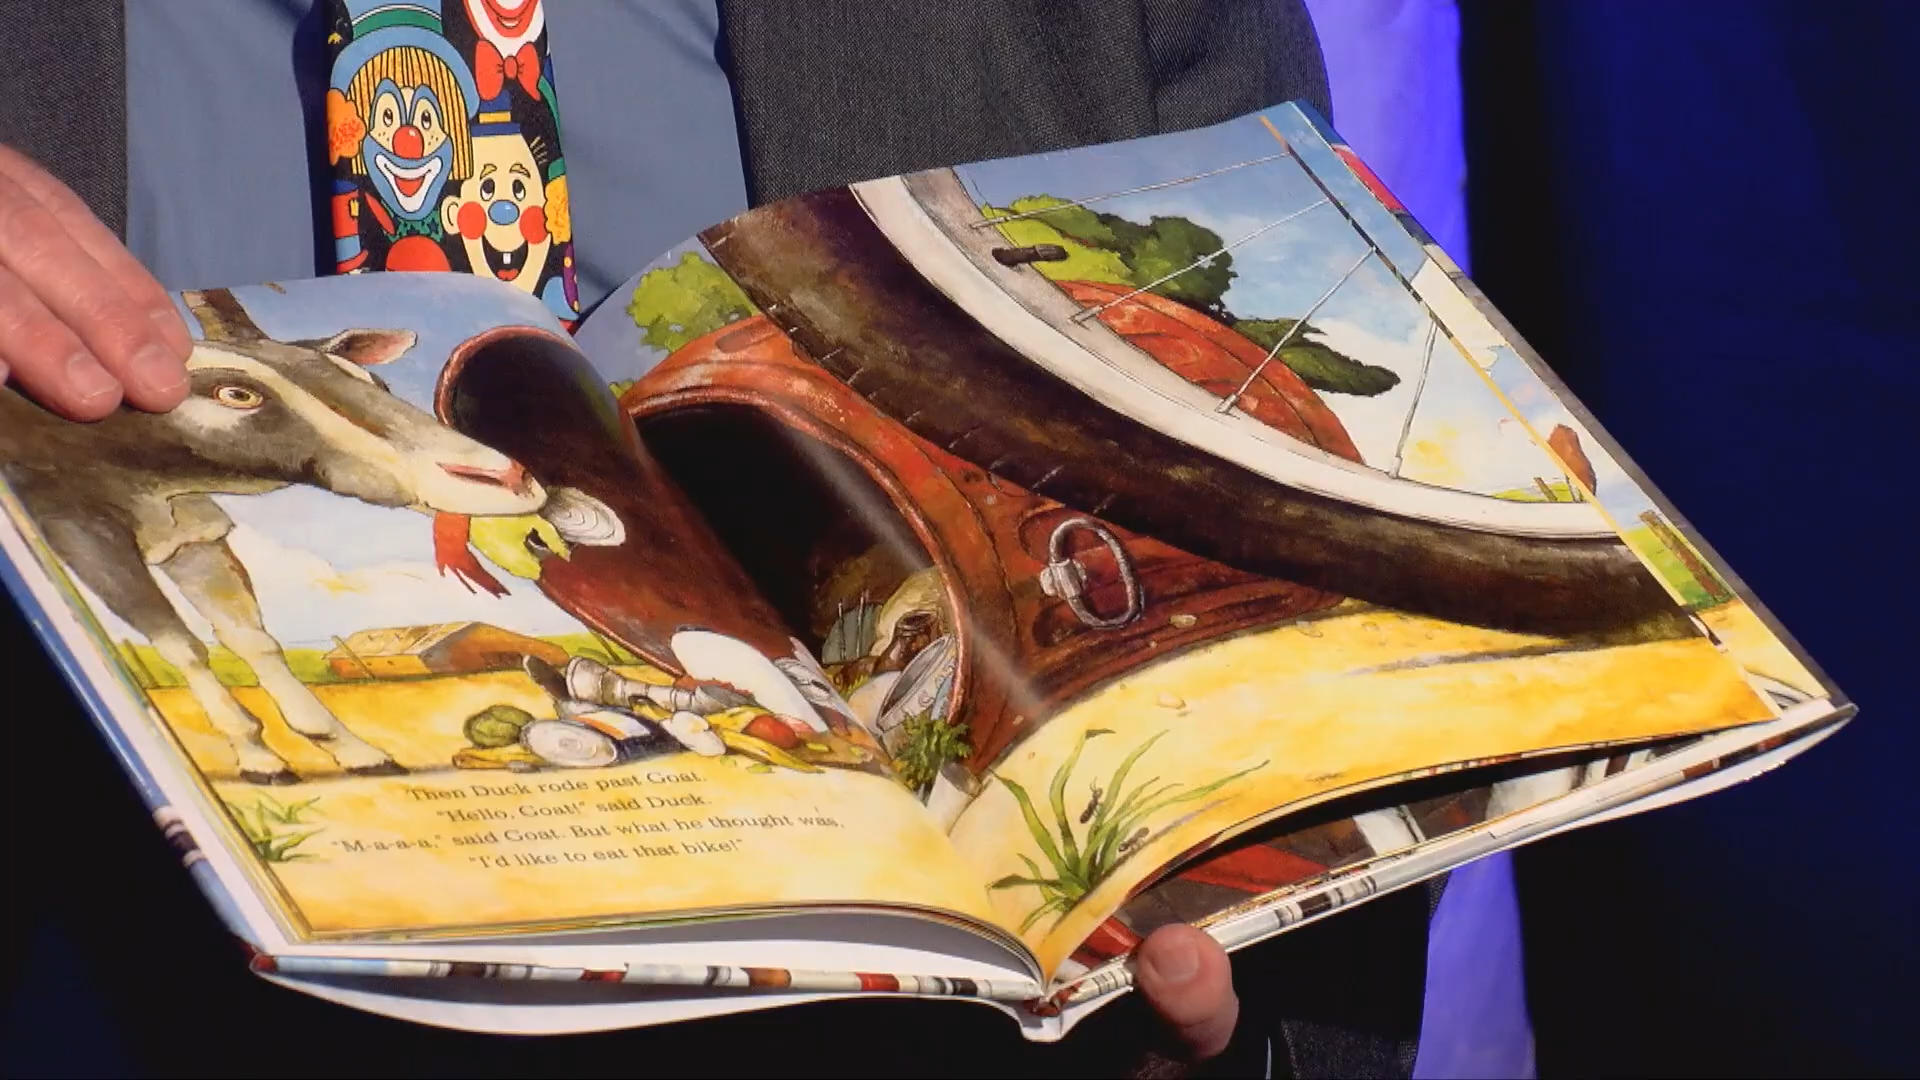 Then Duck rode past Goat.
"Hello, Goat!" said Duck.
"M-a-a-a," said Goat. But what he thought was,
"I'd like to eat that bike!"